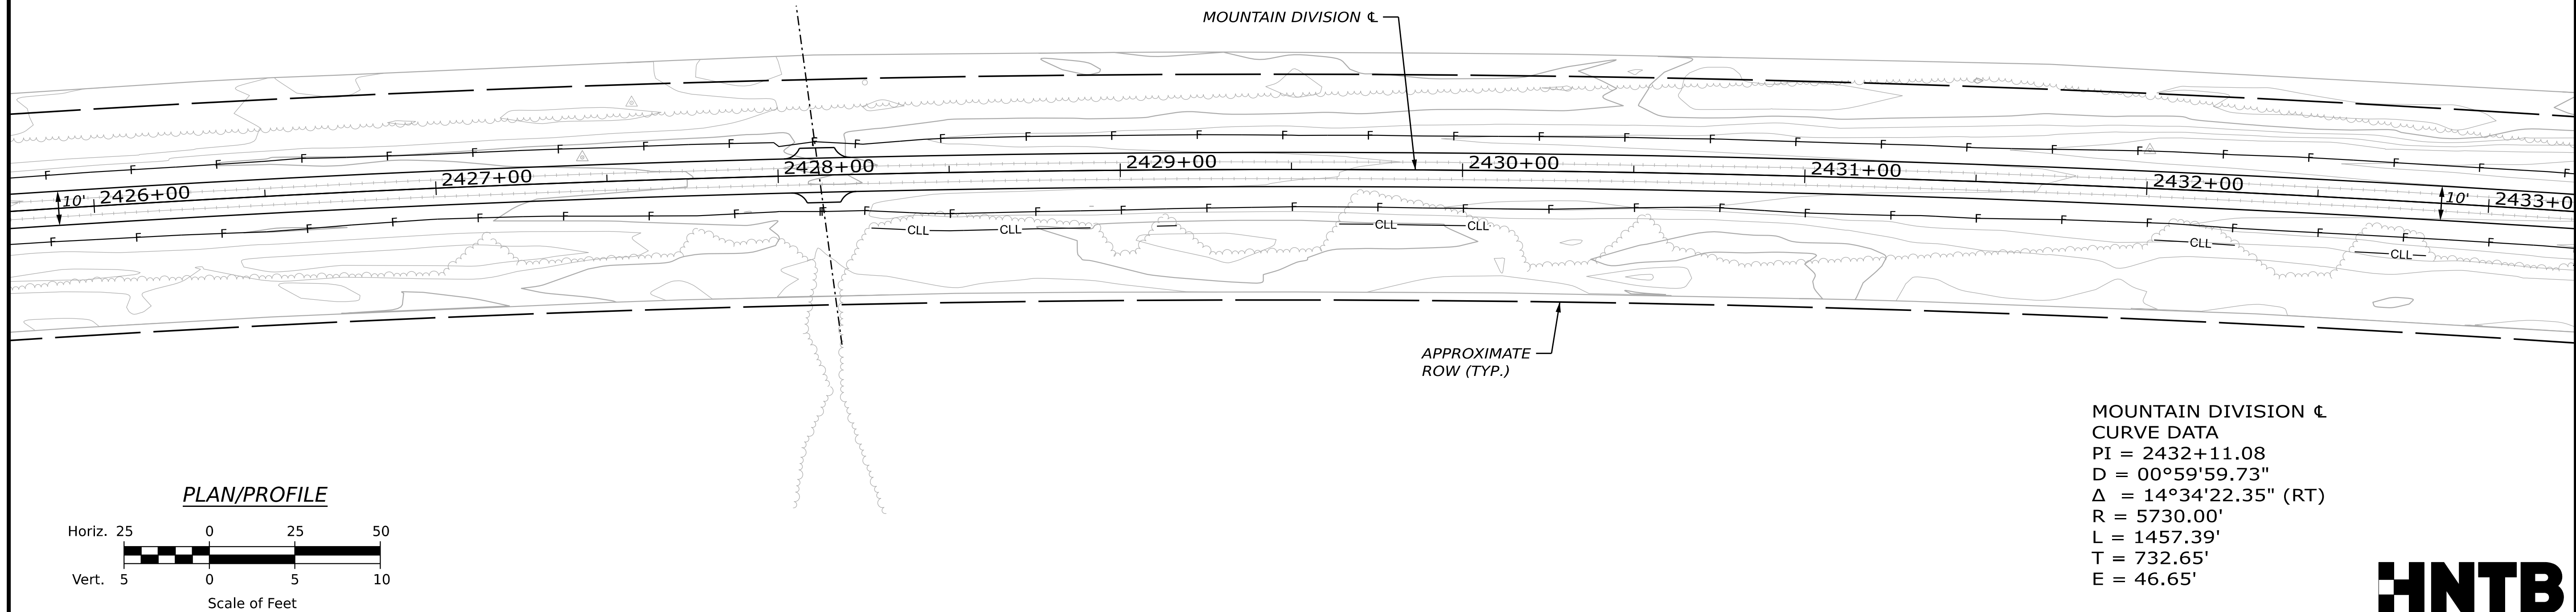 MOUNTAIN DIVISION ℄
2426+00 2427+00 2428+00 2429+00 2430+00 2431+00 2432+00 2433+0
10' 10'
F F F F F F F F F F F F F F F F F F F F F F F F F F F F F F F
F F F F F F F F F F F F F F F F F F F F F F F F F F F F F F
CLL CLL CLL CLL CLL CLL
APPROXIMATE
ROW (TYP.)
MOUNTAIN DIVISION ℄
CURVE DATA
PI = 2432+11.08
D = 00°59'59.73"
Δ = 14°34'22.35" (RT)
R = 5730.00'
L = 1457.39'
T = 732.65'
E = 46.65'
PLAN/PROFILE
Horiz. 25 0 25 50
Vert. 5 0 5 10
Scale of Feet
HNTB